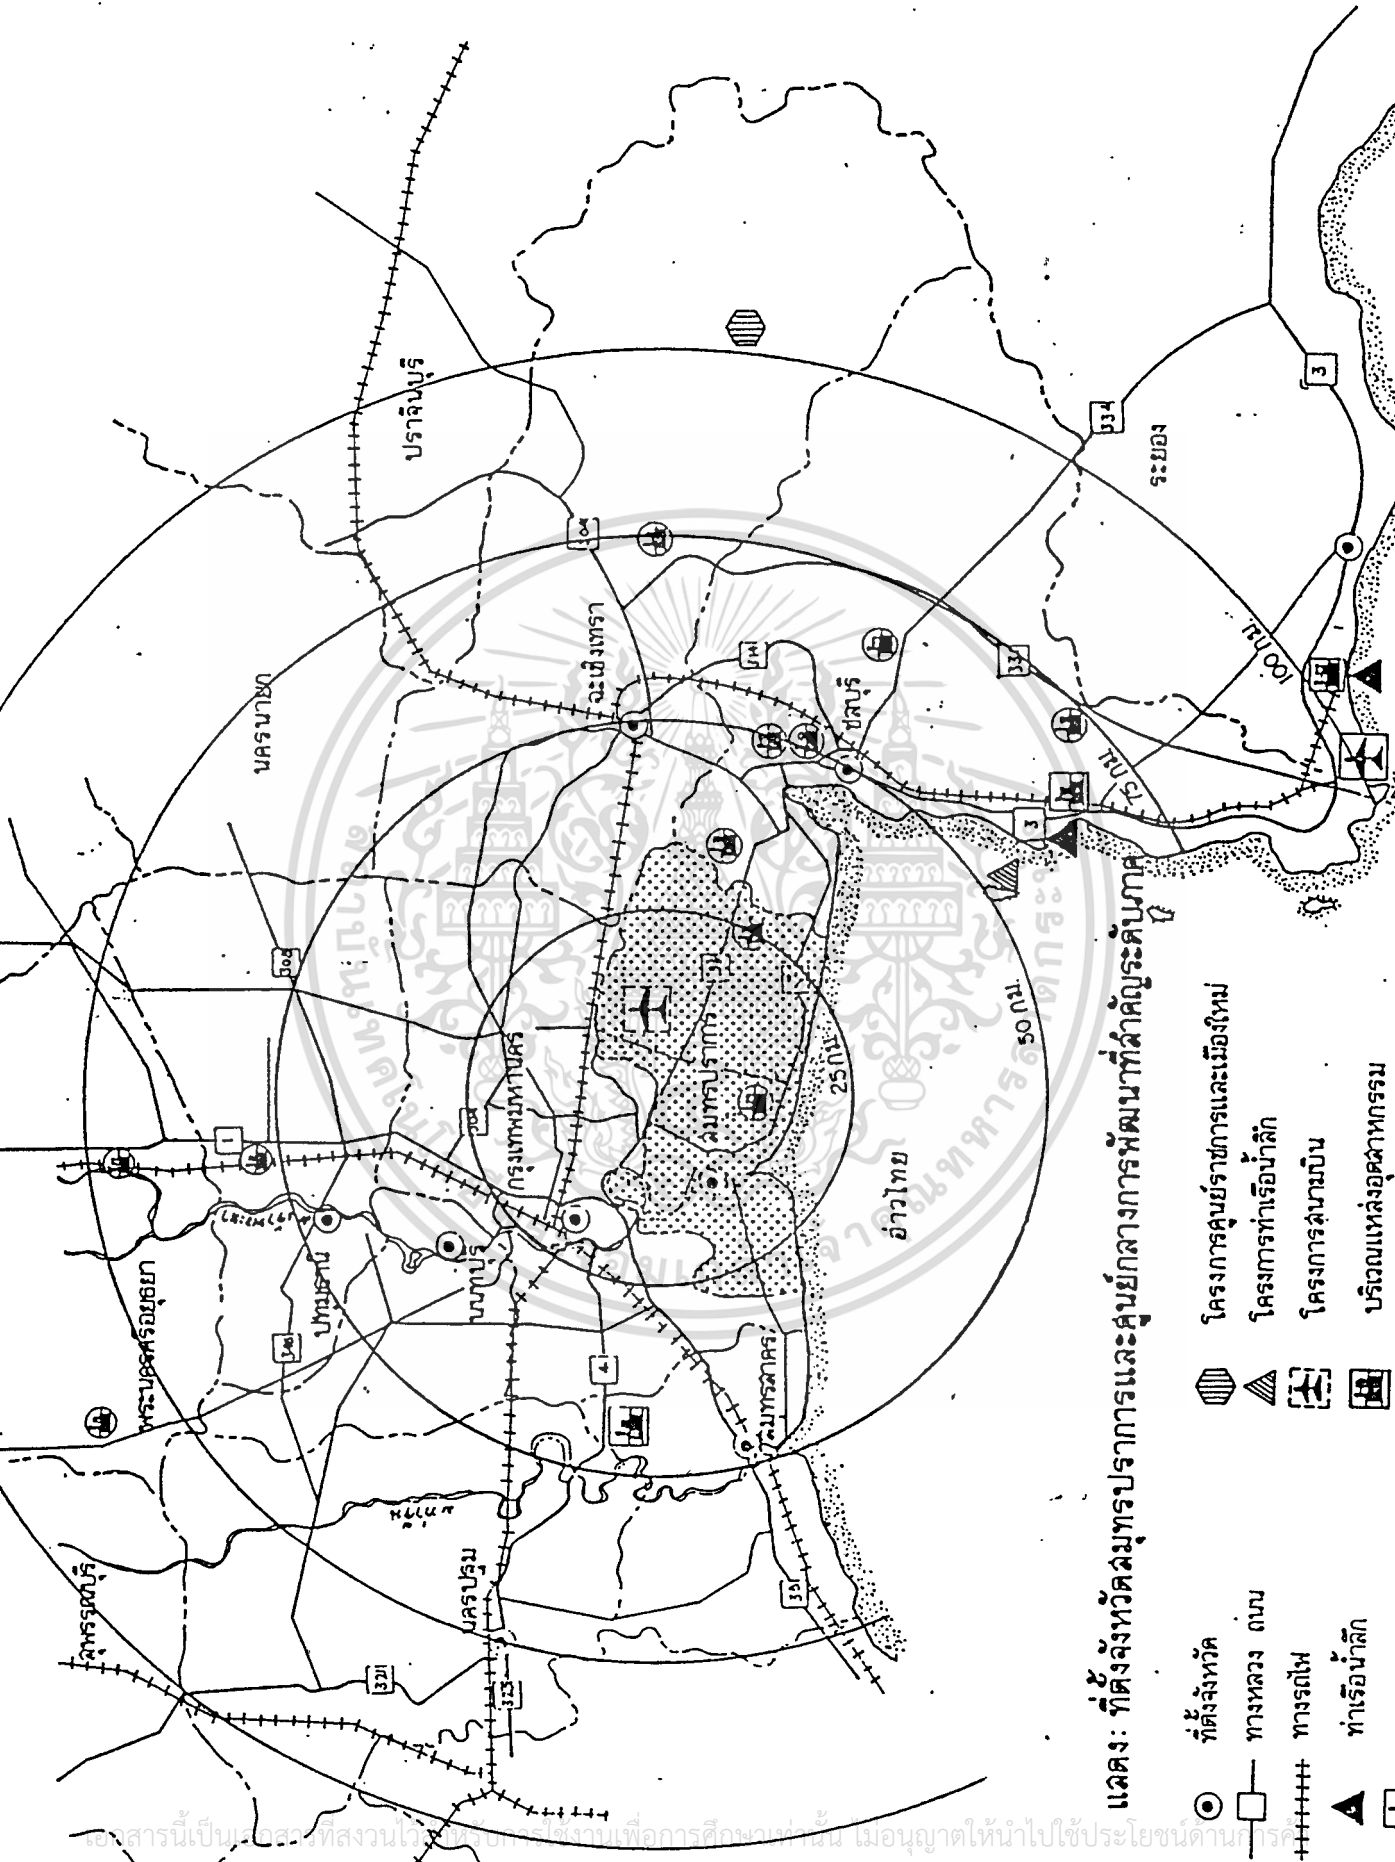 ปราจีนบุรี
นครนายก
ฉะเชิงเทรา
ชลบุรี
ระยอง
พระนครศรีอยุธยา
ปทุมธานี
นนทบุรี
กรุงเทพมหานคร
สมุทรปราการ
สมุทรสาคร
นครปฐม
สุพรรณบุรี
อ่าวไทย
25 กม.
50 กม.
75 กม
100 กม
304
331
334
3
3
308
1
4
321
323
แสดง: ที่ตั้งจังหวัดสมุทรปราการและศูนย์กลางการพัฒนาที่สำคัญระดับภาค
ที่ตั้งจังหวัด
ทางหลวง ถนน
ทางรถไฟ
ท่าเรือน้ำลึก
โครงการศูนย์ราชการและเมืองใหม่
โครงการท่าเรือน้ำลึก
โครงการสนามบิน
บริเวณแหล่งอุตสาหกรรม
เอกสารนี้เป็นเอกสารที่สงวนไว้สำหรับการใช้งานเพื่อการศึกษาเท่านั้น ไม่อนุญาตให้นำไปใช้ประโยชน์ด้านการค้า